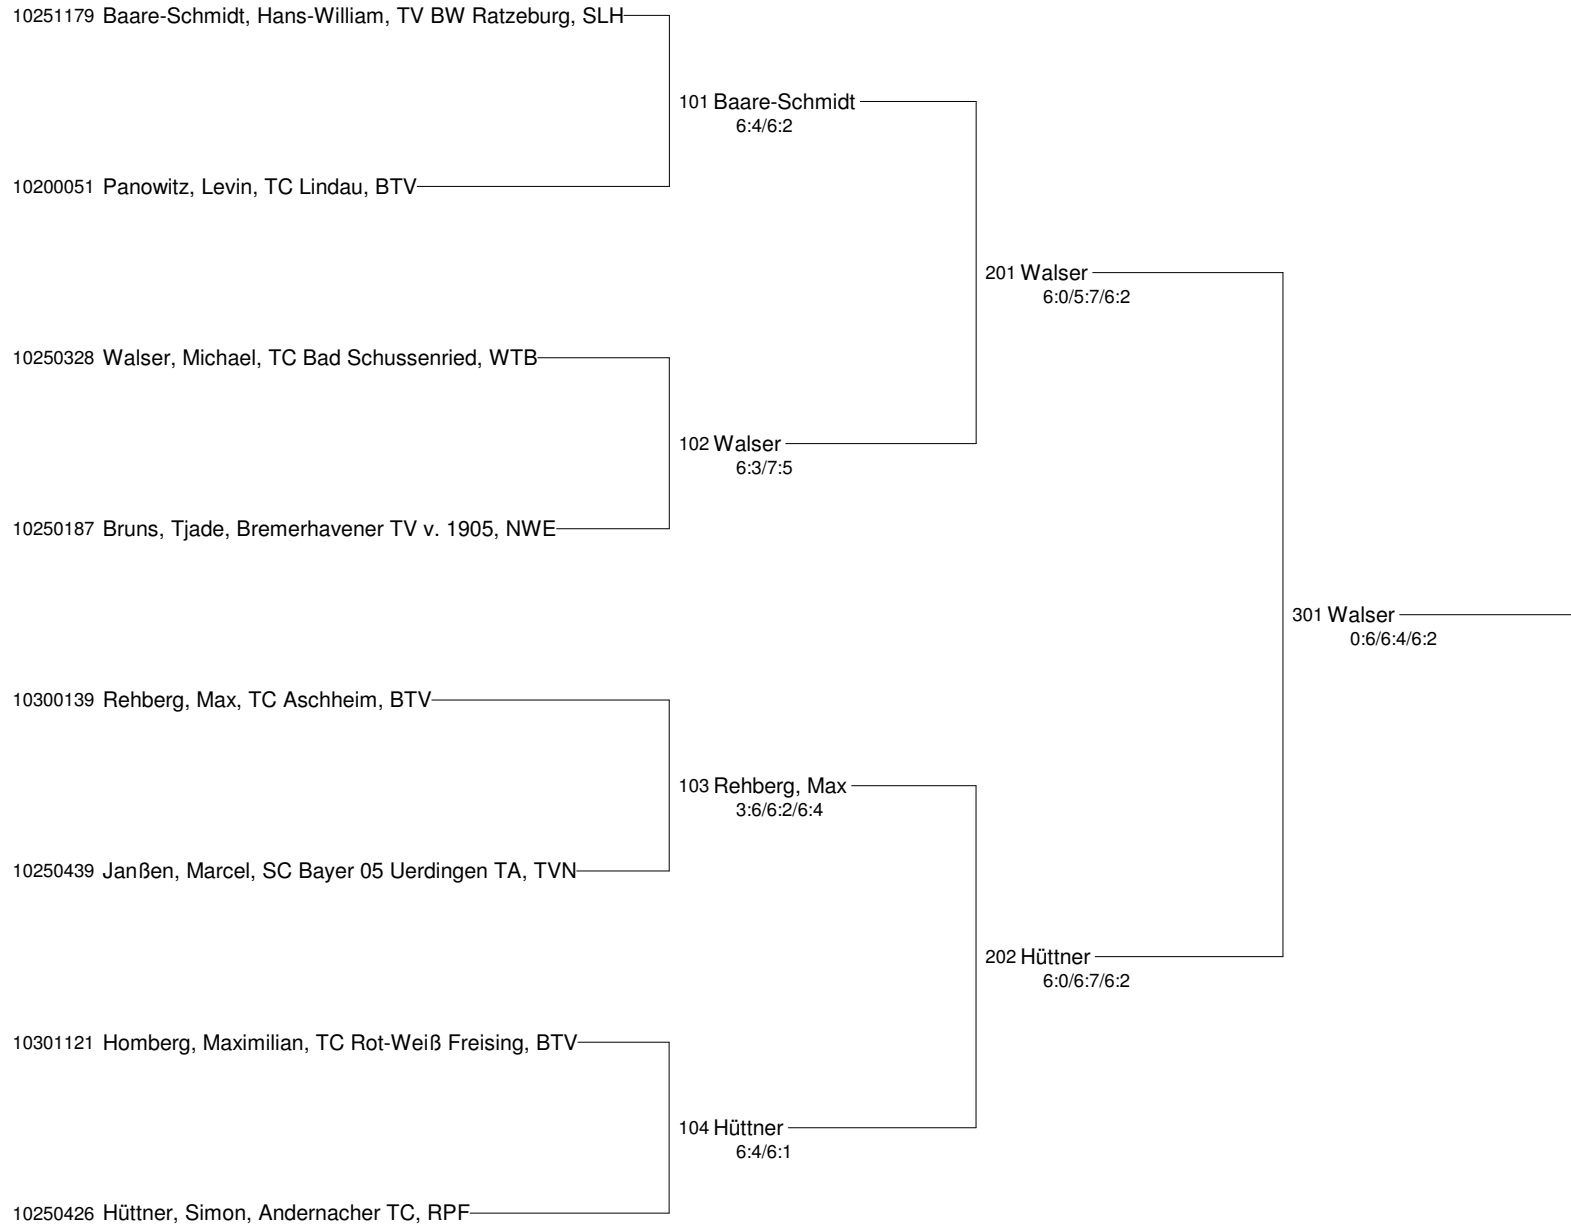 10251179 Baare-Schmidt, Hans-William, TV BW Ratzeburg, SLH
101 Baare-Schmidt
6:4/6:2
10200051 Panowitz, Levin, TC Lindau, BTV
201 Walser
6:0/5:7/6:2
10250328 Walser, Michael, TC Bad Schussenried, WTB
102 Walser
6:3/7:5
10250187 Bruns, Tjade, Bremerhavener TV v. 1905, NWE
301 Walser
0:6/6:4/6:2
10300139 Rehberg, Max, TC Aschheim, BTV
103 Rehberg, Max
3:6/6:2/6:4
10250439 Janßen, Marcel, SC Bayer 05 Uerdingen TA, TVN
202 Hüttner
6:0/6:7/6:2
10301121 Homberg, Maximilian, TC Rot-Weiß Freising, BTV
104 Hüttner
6:4/6:1
10250426 Hüttner, Simon, Andernacher TC, RPF